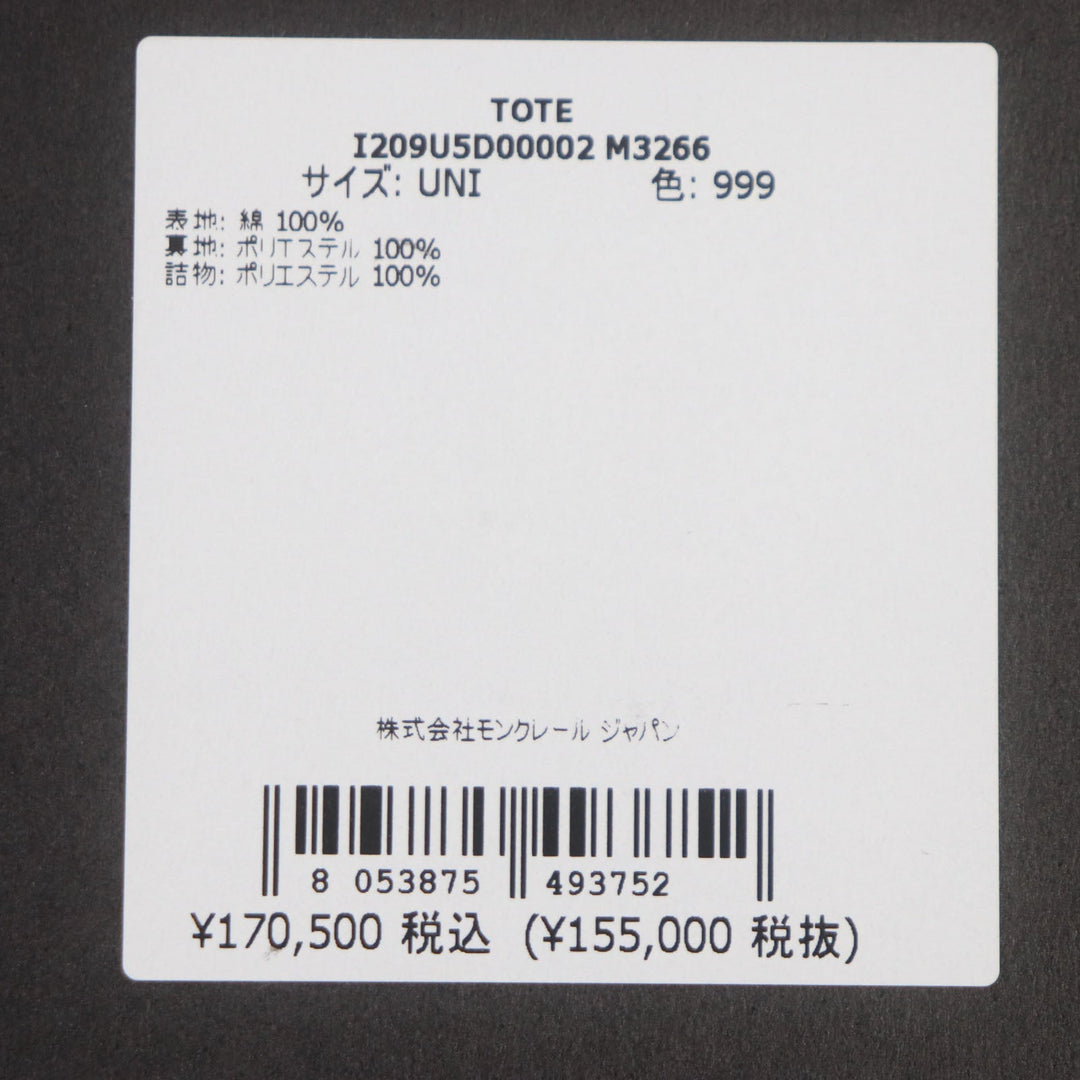 TOTE
I209U5D00002 M3266
サイズ: UNI 色: 999
表地: 綿 100%
裏地: ポリエステル 100%
詰物: ポリエステル 100%
株式会社モンクレール ジャパン
8 053875 493752
¥170,500 税込 (¥155,000 税抜)